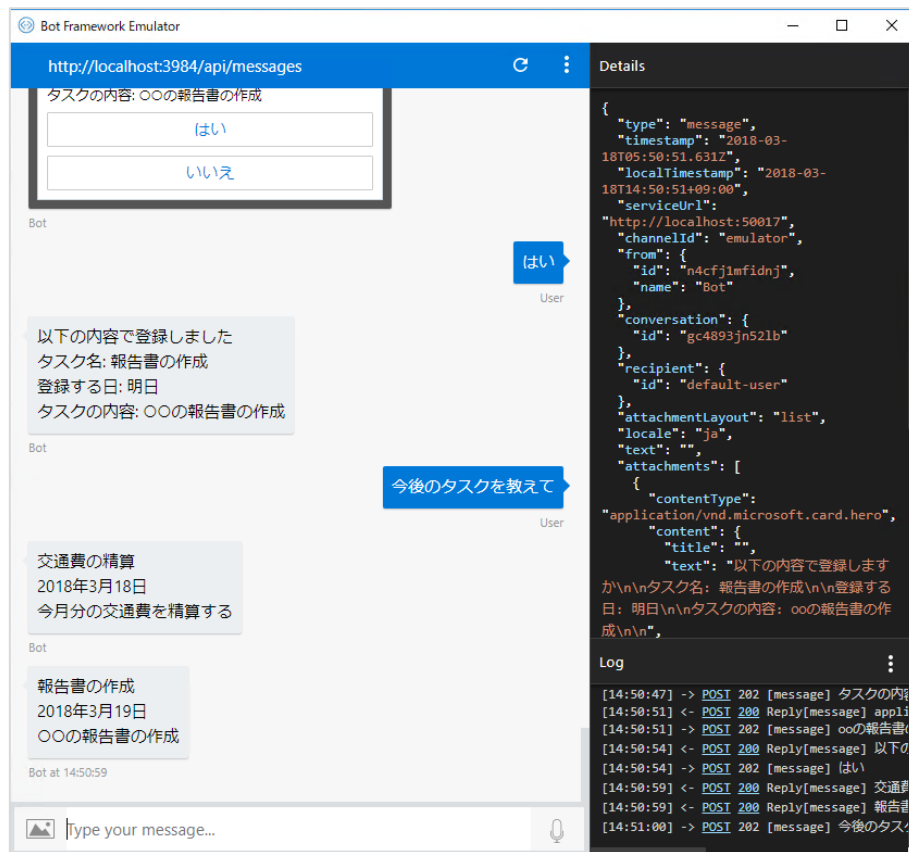 Bot Framework Emulator
http://localhost:3984/api/messages
タスクの内容: ○○の報告書の作成
はい
いいえ
Bot
はい
User
以下の内容で登録しました
タスク名: 報告書の作成
登録する日: 明日
タスクの内容: ○○の報告書の作成
Bot
今後のタスクを教えて
User
交通費の精算
2018年3月18日
今月分の交通費を精算する
Bot
報告書の作成
2018年3月19日
○○の報告書の作成
Bot at 14:50:59
Type your message...
Details
{
"type": "message",
"timestamp": "2018-03-
18T05:50:51.631Z",
"localTimestamp": "2018-03-
18T14:50:51+09:00",
"serviceUrl":
"http://localhost:50017",
"channelId": "emulator",
"from": {
"id": "n4cfj1mfidnj",
"name": "Bot"
},
"conversation": {
"id": "gc4893jn52lb"
},
"recipient": {
"id": "default-user"
},
"attachmentLayout": "list",
"locale": "ja",
"text": "",
"attachments": [
{
"contentType":
"application/vnd.microsoft.card.hero",
"content": {
"title": "",
"text": "以下の内容で登録します
か\n\nタスク名: 報告書の作成\n\n登録する
日: 明日\n\nタスクの内容: ooの報告書の作
成\n\n",
Log
[14:50:47] -> POST 202 [message] タスクの内容
[14:50:51] <- POST 200 Reply[message] appli
[14:50:51] -> POST 202 [message] ooの報告書の
[14:50:54] <- POST 200 Reply[message] 以下の
[14:50:54] -> POST 202 [message] はい
[14:50:59] <- POST 200 Reply[message] 交通費
[14:50:59] <- POST 200 Reply[message] 報告書
[14:51:00] -> POST 202 [message] 今後のタスク